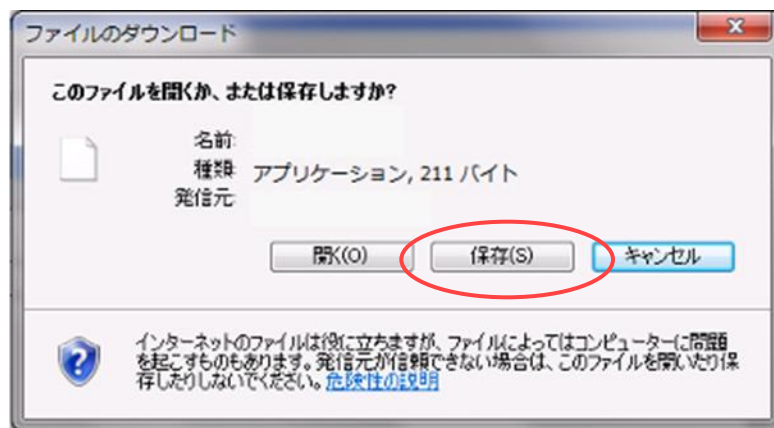 ファイルのダウンロード
このファイルを開くか、または保存しますか?
名前:
種類: アプリケーション, 211 バイト
発信元:
開く(O)
保存(S)
キャンセル
インターネットのファイルは役に立ちますが、ファイルによってはコンピューターに問題
を起こすものもあります。発信元が信頼できない場合は、このファイルを開いたり保
存したりしないでください。危険性の説明